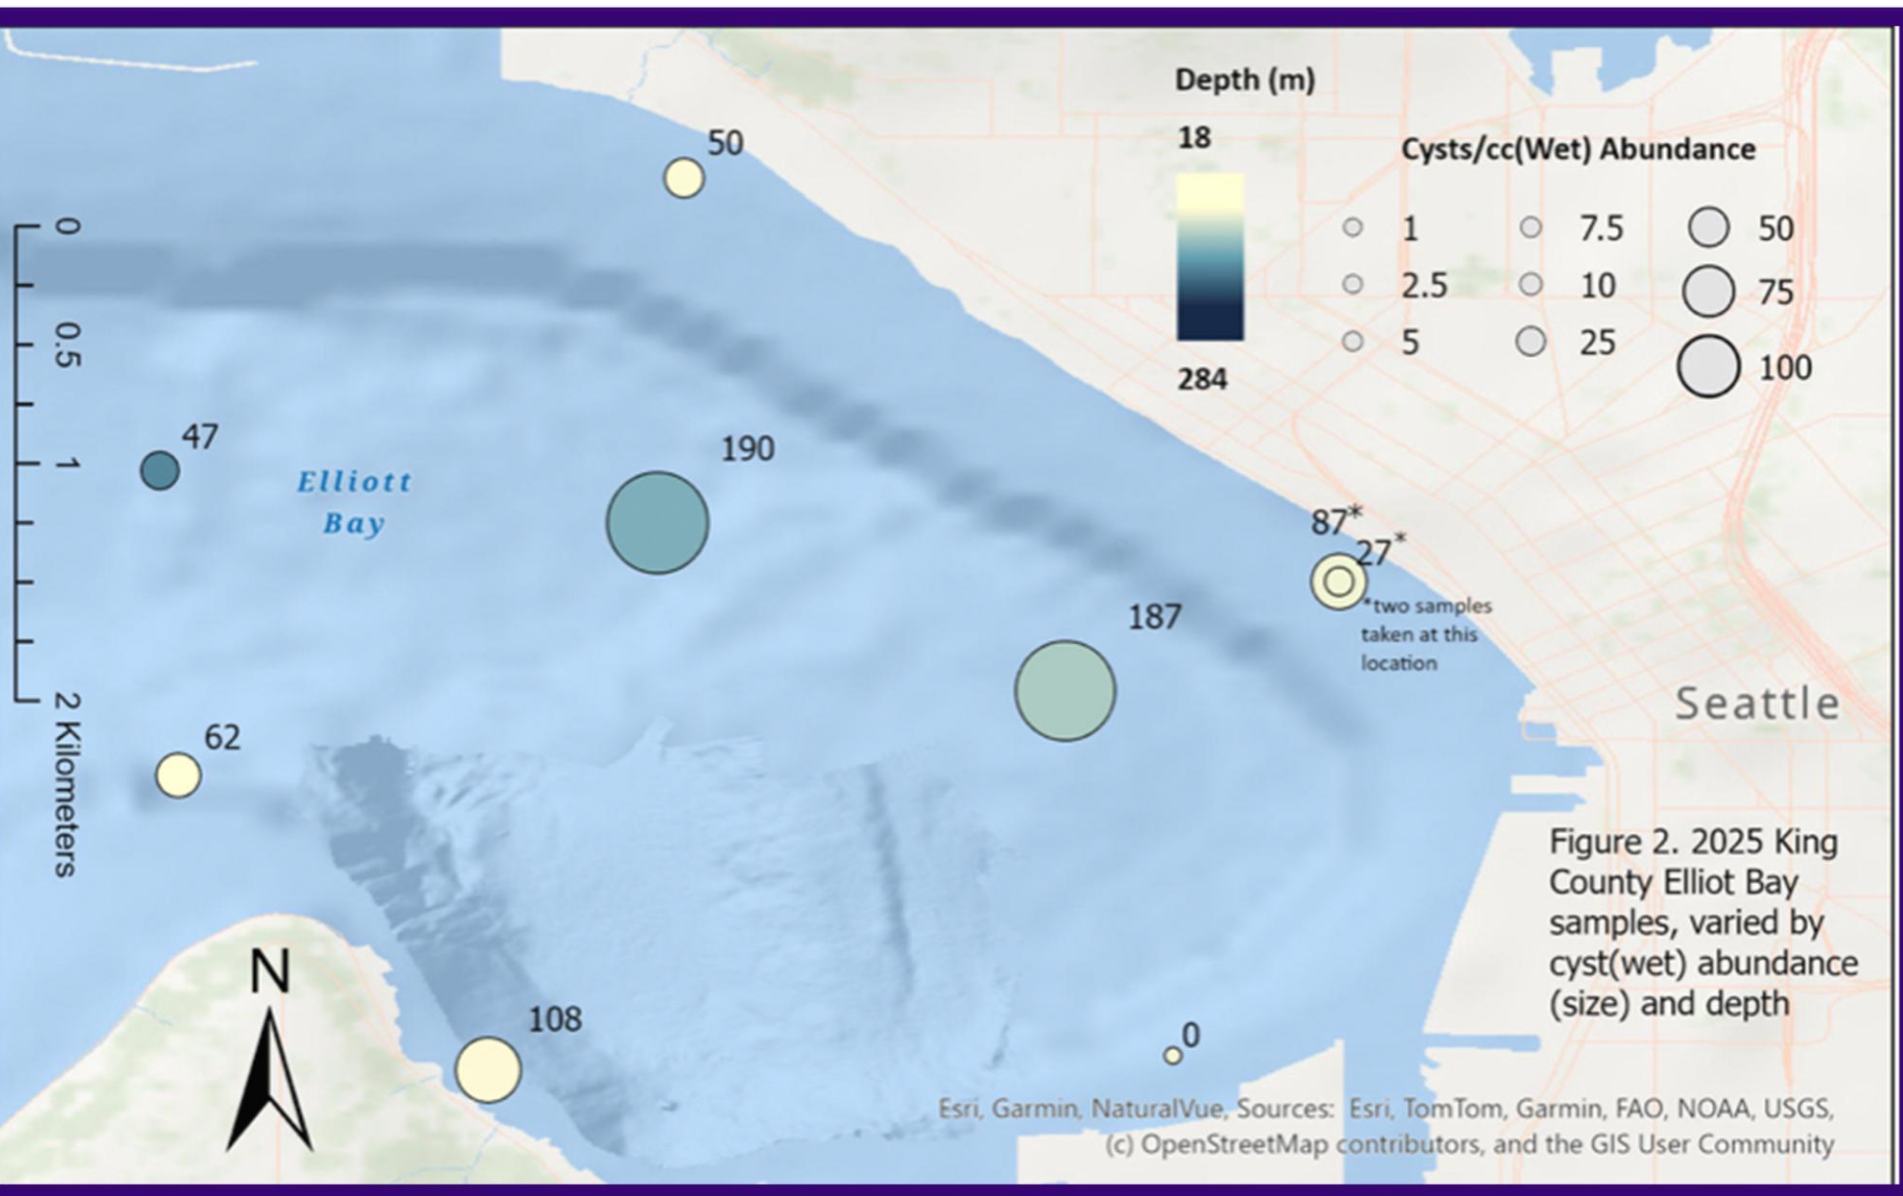 Depth (m)
18
284
Cysts/cc(Wet) Abundance
1
2.5
5
7.5
10
25
50
75
100
50
0
0.5
1
2 Kilometers
47
Elliott
Bay
190
87*
27*
*two samples
taken at this
location
187
Seattle
62
Figure 2. 2025 King
County Elliot Bay
samples, varied by
cyst(wet) abundance
(size) and depth
N
108
0
Esri, Garmin, NaturalVue, Sources: Esri, TomTom, Garmin, FAO, NOAA, USGS,
(c) OpenStreetMap contributors, and the GIS User Community